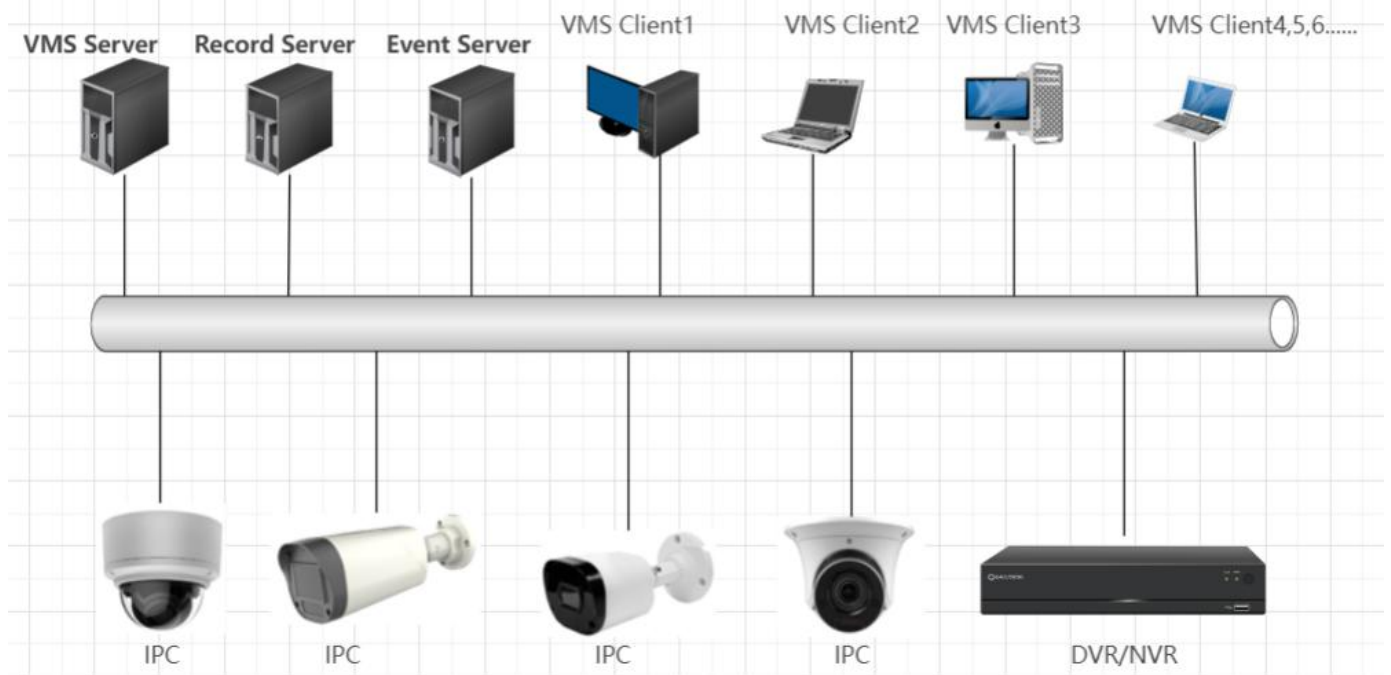 VMS Server
Record Server
Event Server
VMS Client1
VMS Client2
VMS Client3
VMS Client4,5,6......
IPC
IPC
IPC
IPC
DVR/NVR